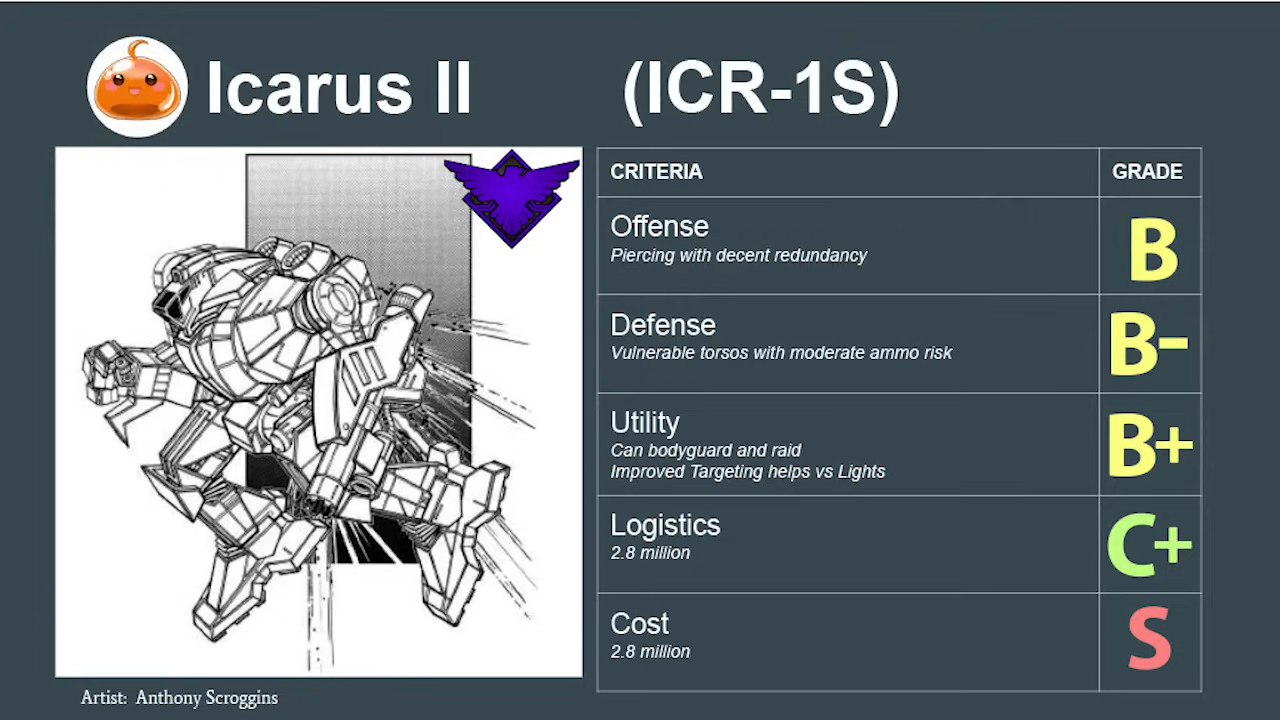 Icarus II (ICR-1S)
CRITERIA GRADE
Offense
Piercing with decent redundancy
B
Defense
Vulnerable torsos with moderate ammo risk
B-
Utility
Can bodyguard and raid
Improved Targeting helps vs Lights
B+
Logistics
2.8 million
C+
Cost
2.8 million
S
Artist: Anthony Scroggins